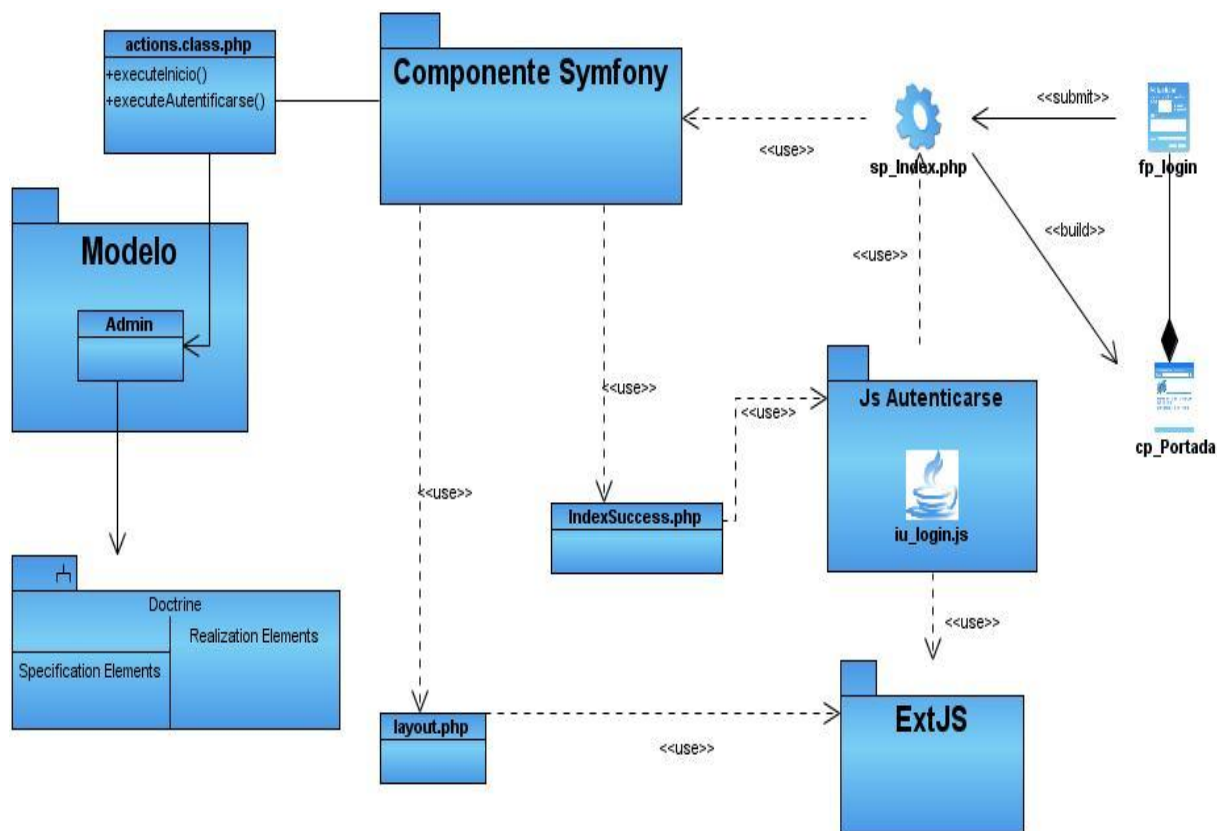 actions.class.php
+executeInicio()
+executeAutentificarse()
Componente Symfony
<<submit>>
<<use>>
sp_Index.php
fp_login
<<build>>
<<use>>
Modelo
Admin
Js Autenticarse
<<use>>
<<use>>
cp_Portada
<<use>>
IndexSuccess.php
iu_login.js
Doctrine
Realization Elements
Specification Elements
<<use>>
layout.php
ExtJS
<<use>>